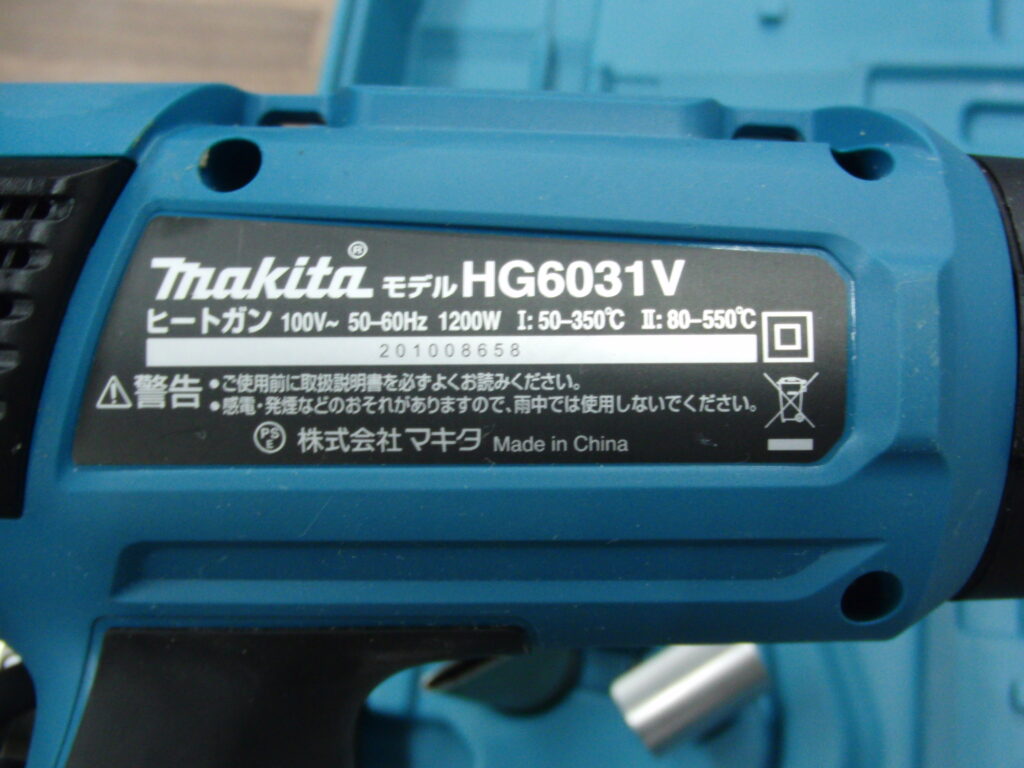 makita® モデル HG6031V
ヒートガン 100V~ 50-60Hz 1200W I: 50-350℃ II: 80-550℃
201008658
⚠警告 •ご使用前に取扱説明書を必ずよくお読みください。
•感電・発煙などのおそれがありますので、雨中では使用しないでください。
PSE 株式会社 マキタ Made in China